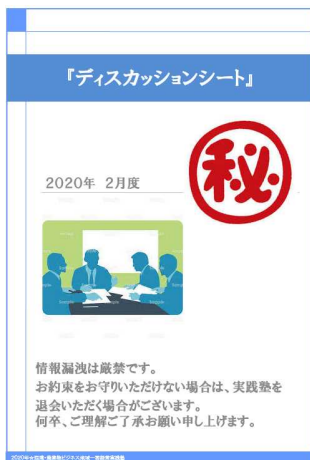 『ディスカッションシート』
秘
2020年 2月度
情報漏洩は厳禁です。
お約束をお守りいただけない場合は、実践塾を
退会いただく場合がございます。
何卒、ご理解ご了承お願い申し上げます。